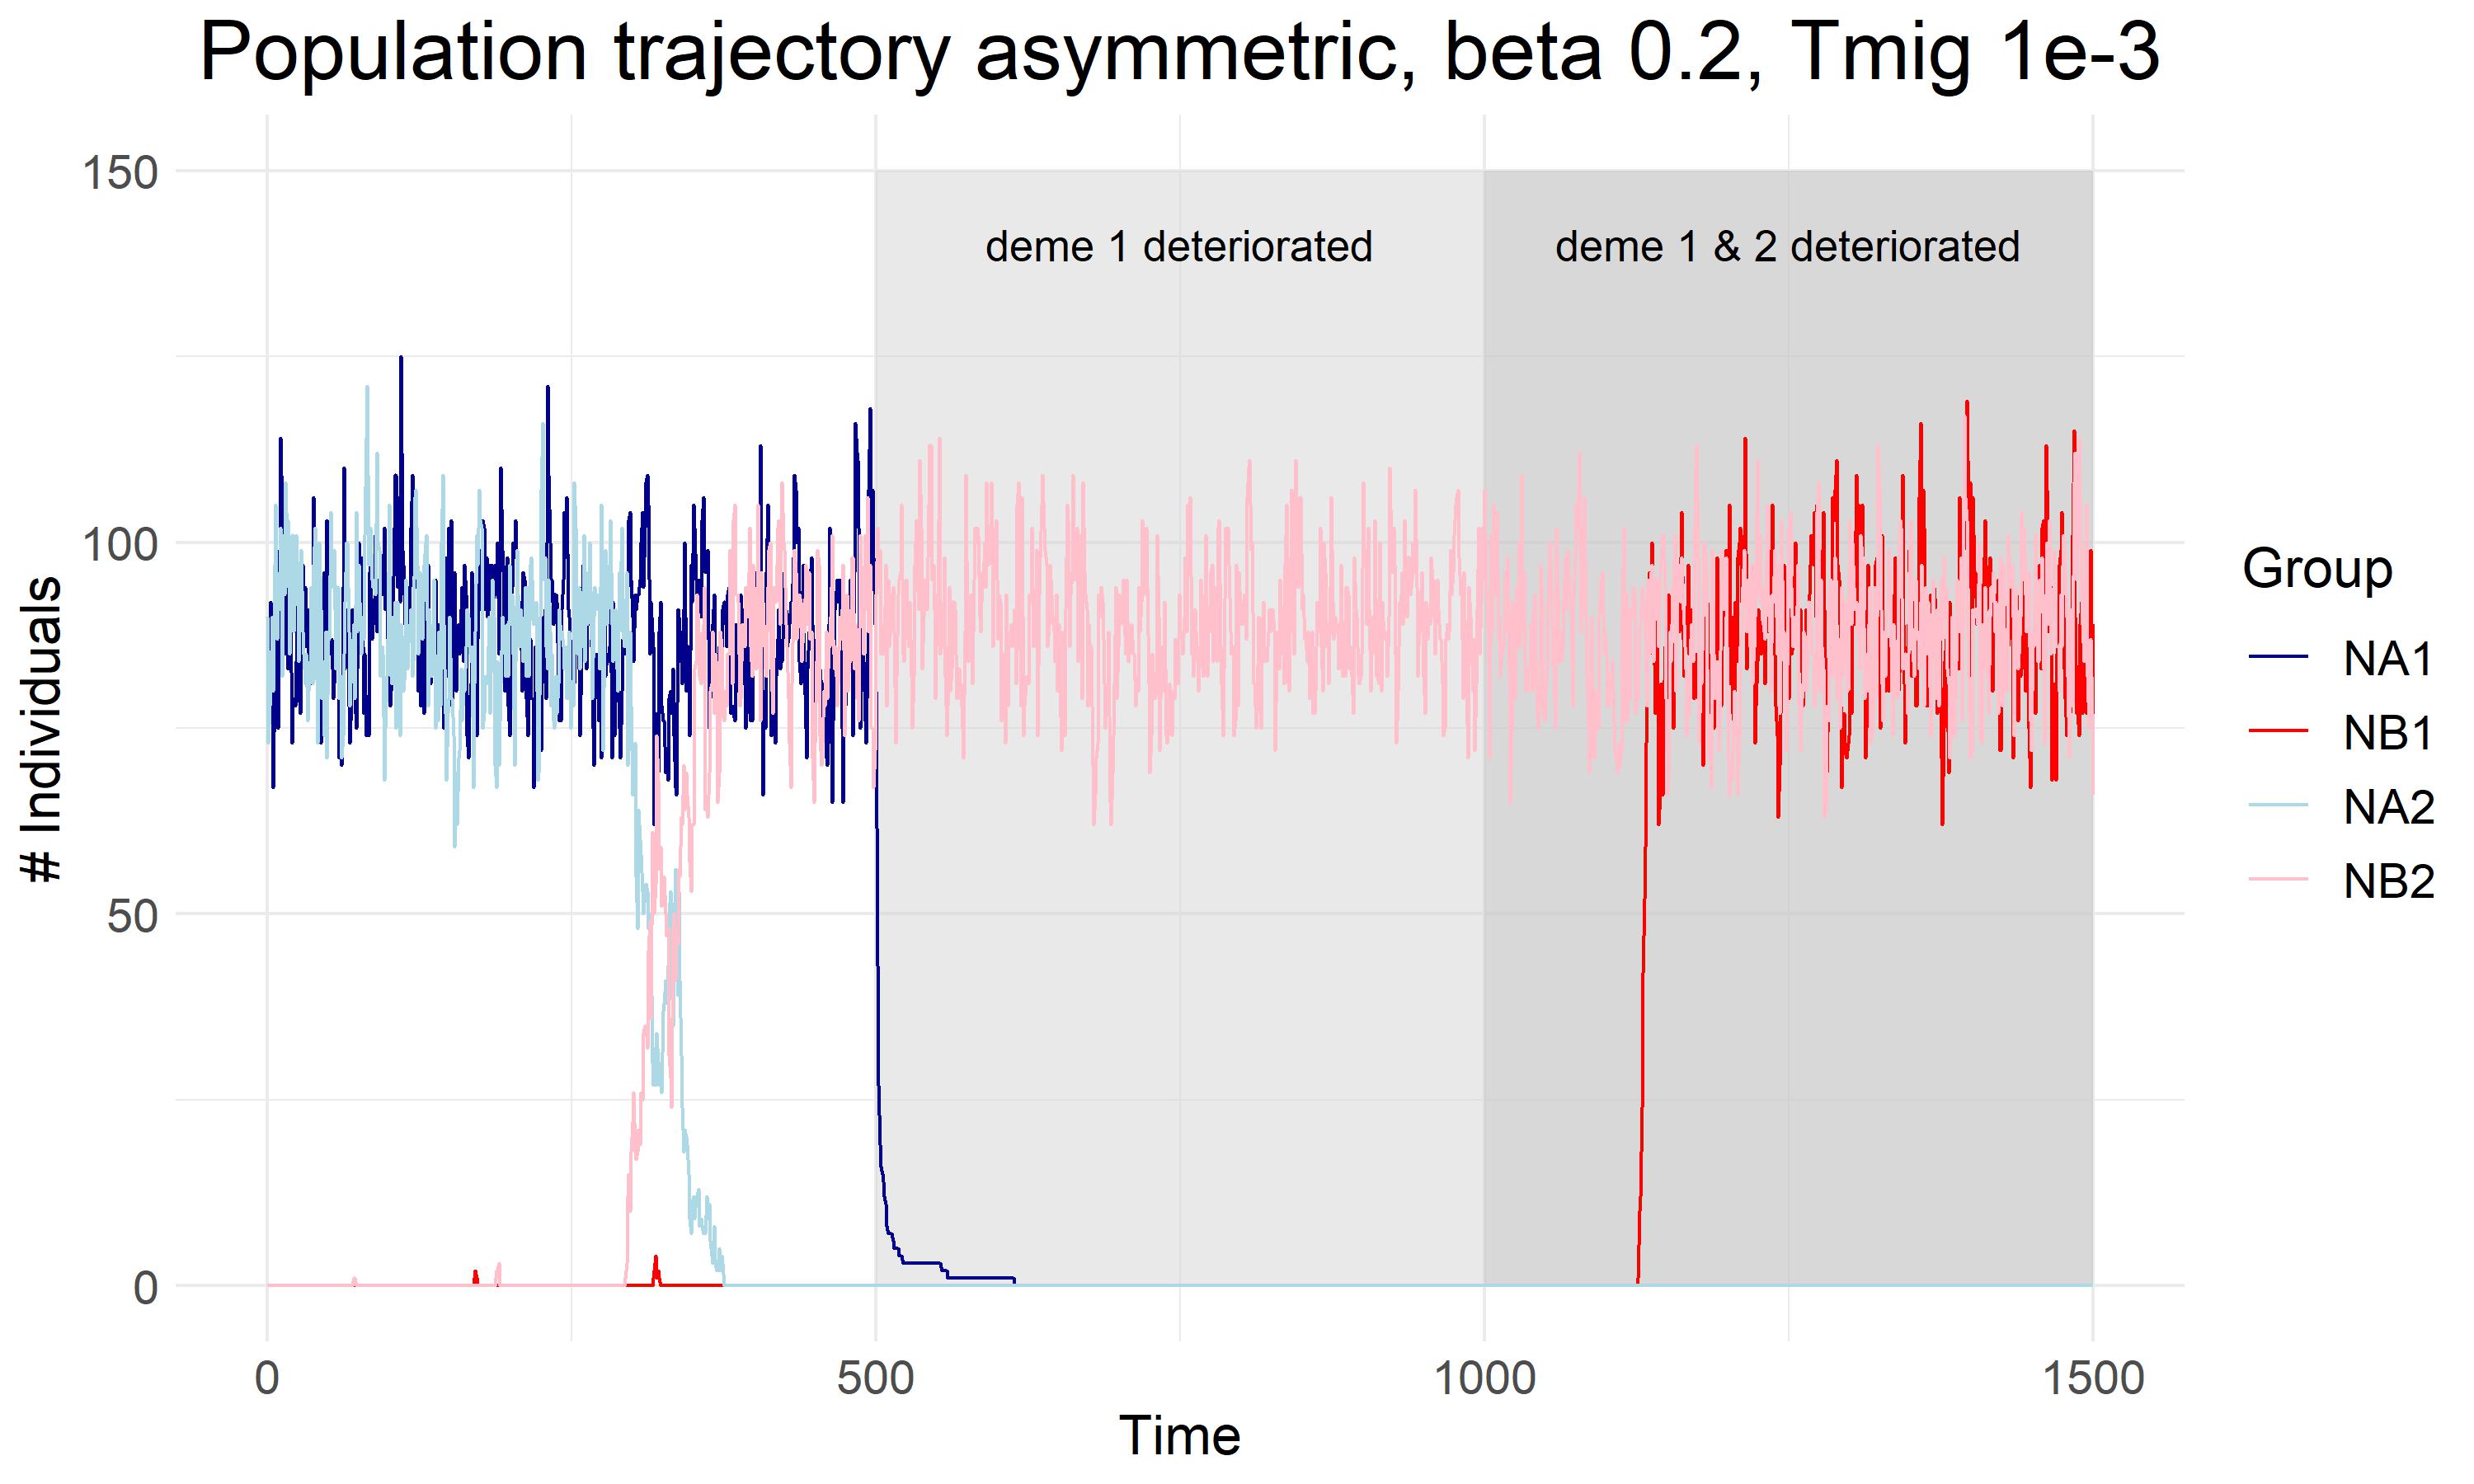 Population trajectory asymmetric, beta 0.2, Tmig 1e-3
150
deme 1 deteriorated
deme 1 & 2 deteriorated
100
50
0
# Individuals
0
500
1000
1500
Time
Group
NA1
NB1
NA2
NB2